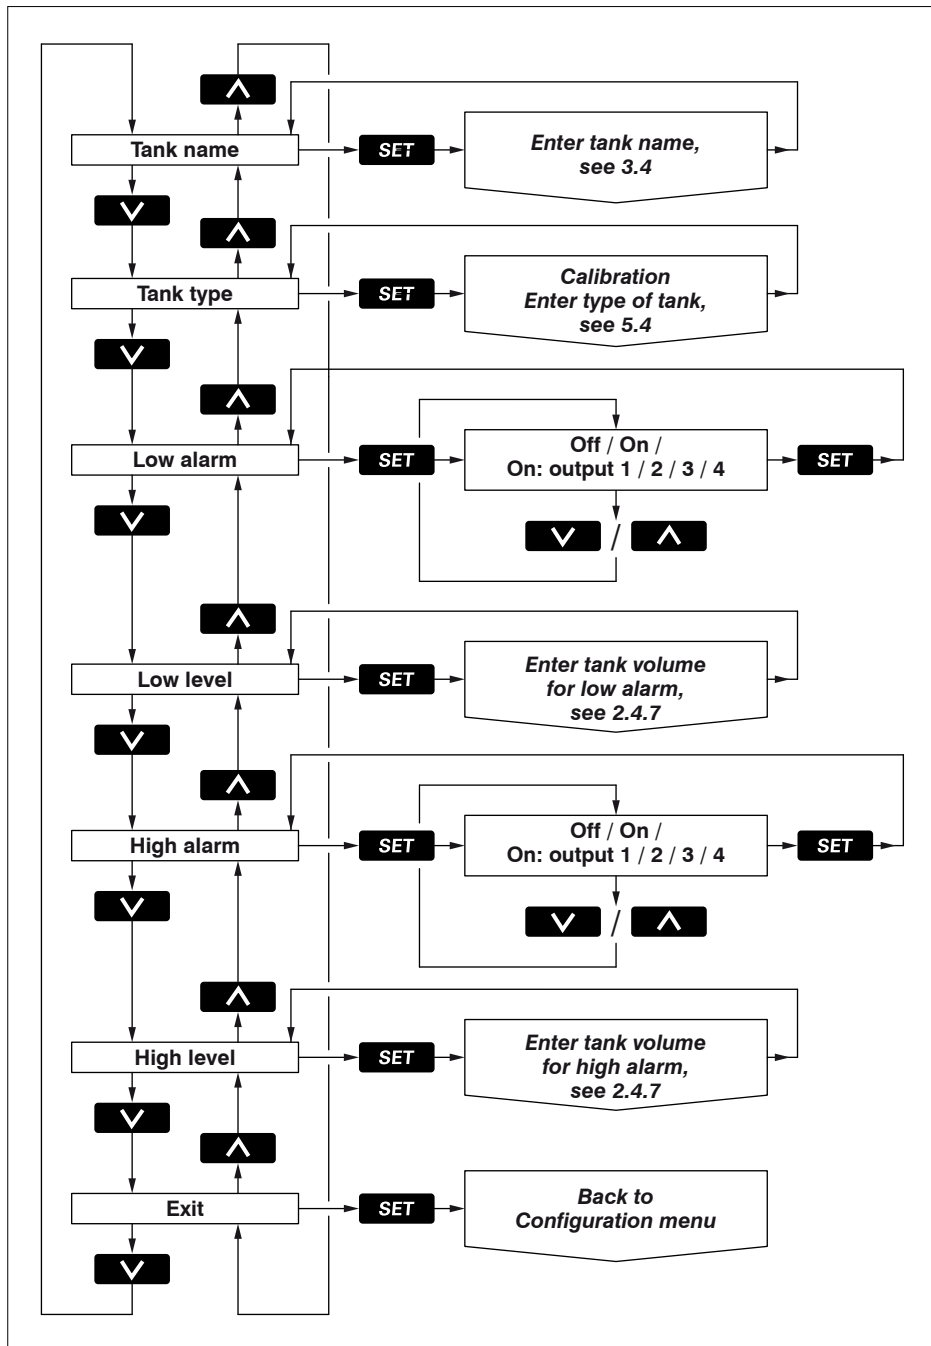 Tank name
SET
Enter tank name,
see 3.4
Tank type
SET
Calibration
Enter type of tank,
see 5.4
Low alarm
SET
Off / On /
On: output 1 / 2 / 3 / 4
SET
/
Low level
SET
Enter tank volume
for low alarm,
see 2.4.7
High alarm
SET
Off / On /
On: output 1 / 2 / 3 / 4
SET
/
High level
SET
Enter tank volume
for high alarm,
see 2.4.7
Exit
SET
Back to
Configuration menu